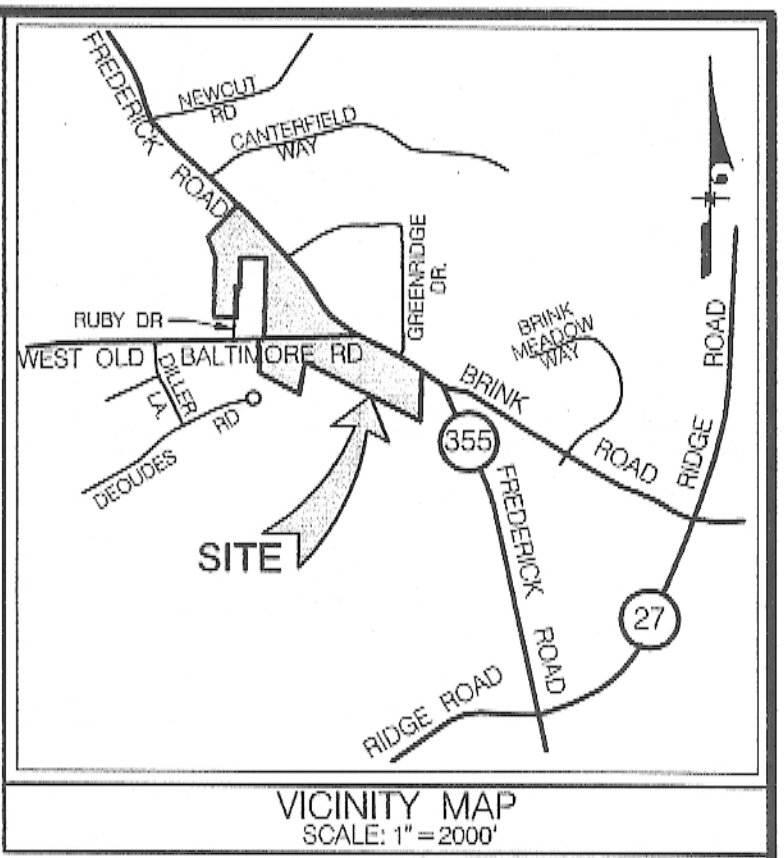 FREDERICK ROAD
NEWCUT
RD
CANTERFIELD
WAY
GREENRIDGE
DR.
RUBY DR
WEST OLD BALTIMORE RD
DILLER
LA.
DEOUDES RD
BRINK
MEADOW
WAY
BRINK ROAD
RIDGE ROAD
355
FREDERICK ROAD
SITE
27
RIDGE ROAD
VICINITY MAP
SCALE: 1" = 2000'